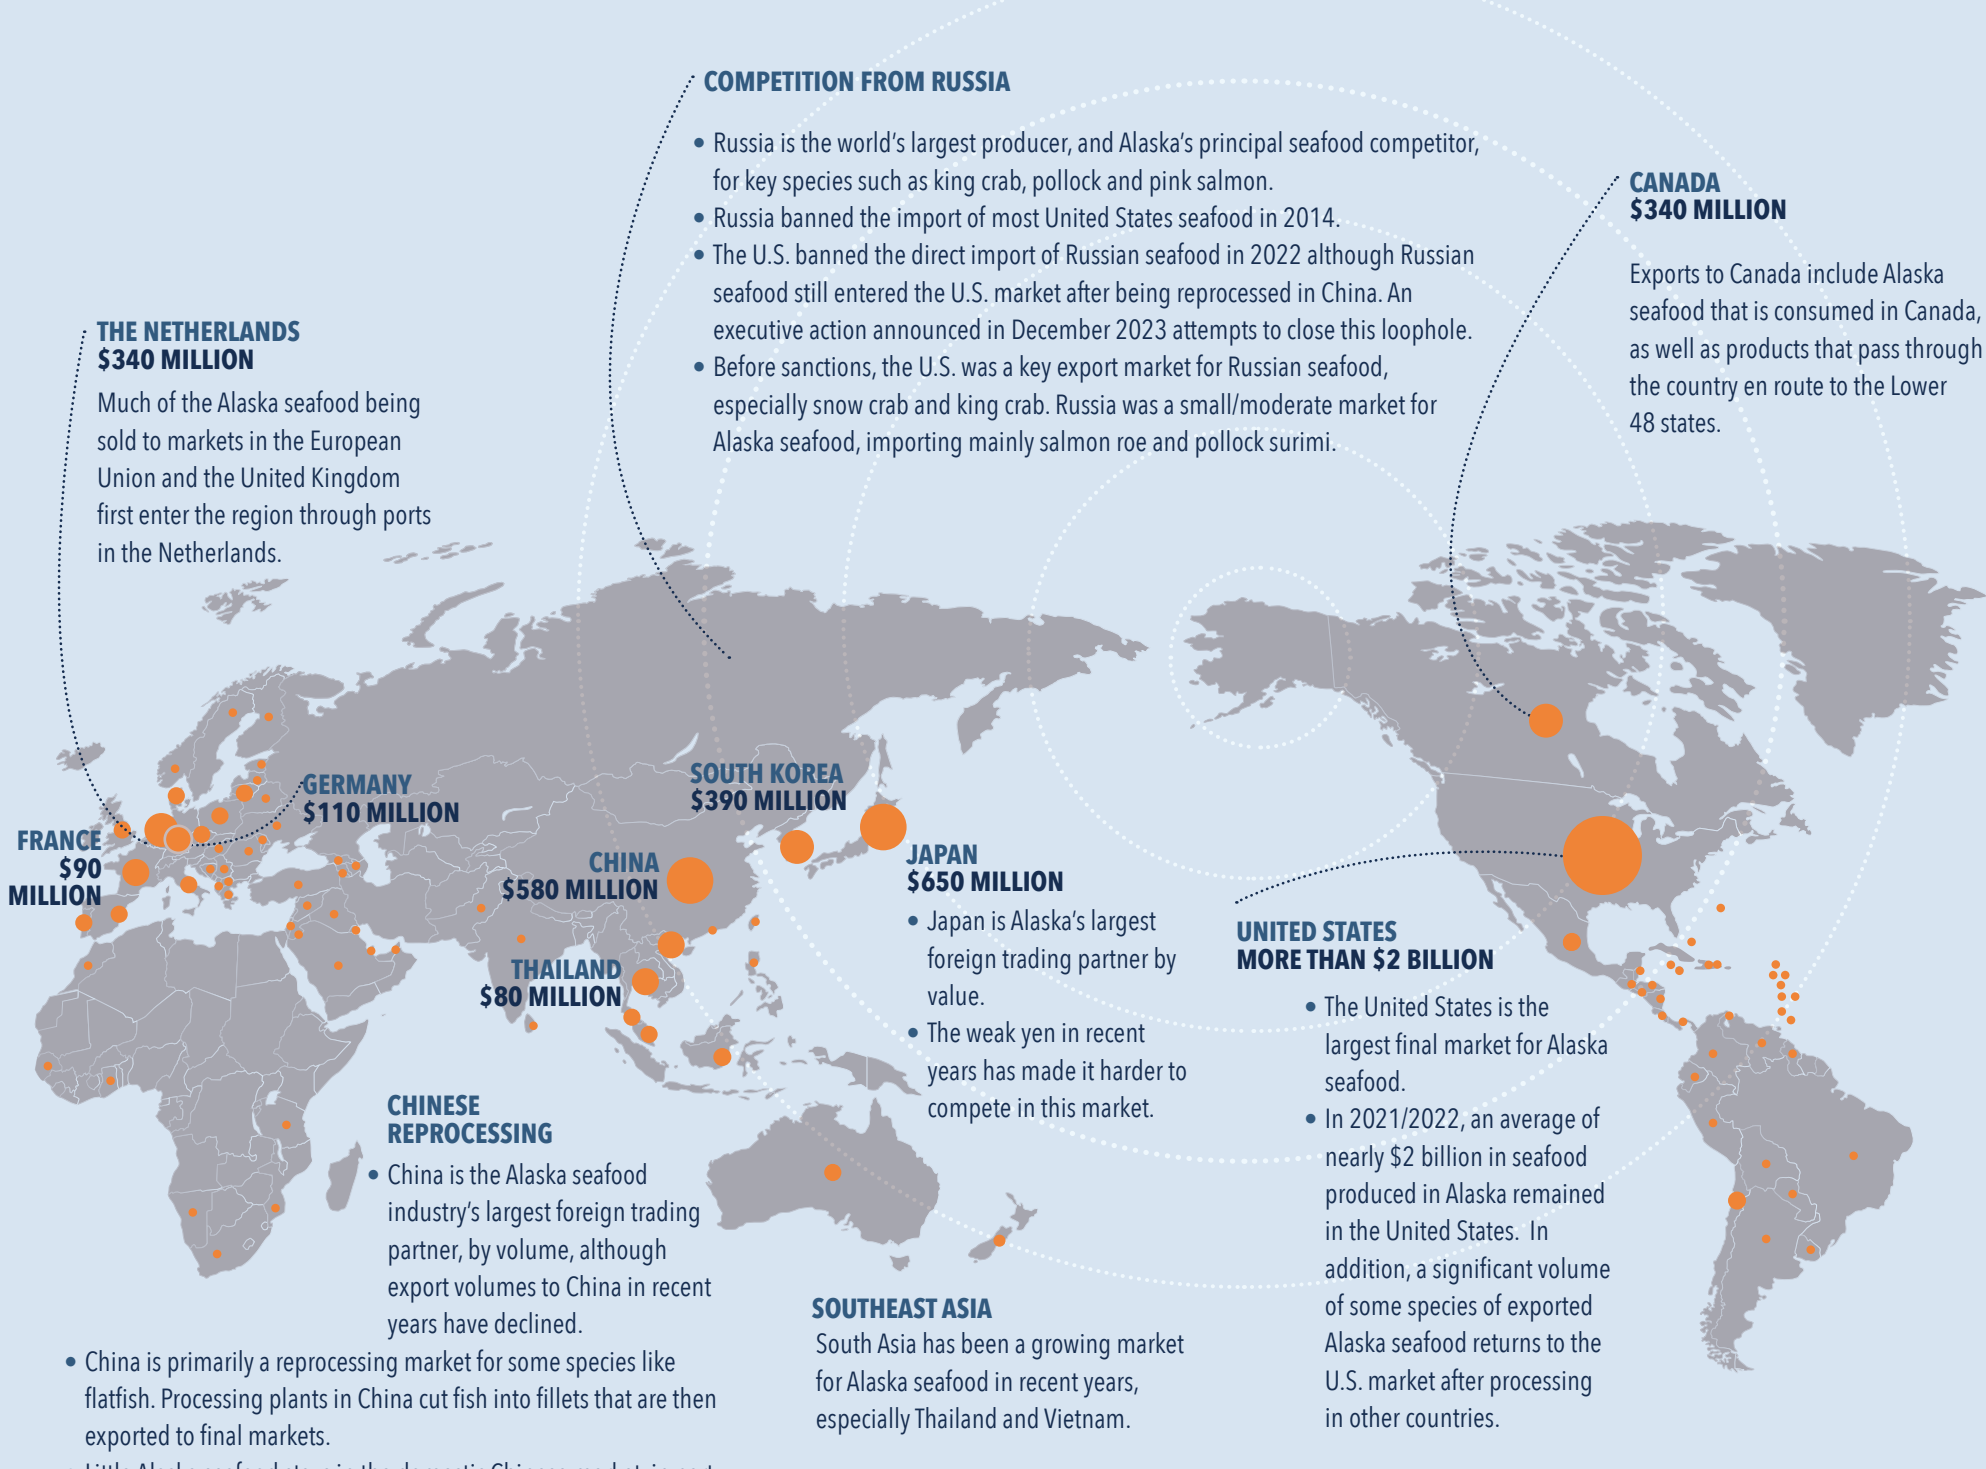 COMPETITION FROM RUSSIA
• Russia is the world's largest producer, and Alaska's principal seafood competitor,
for key species such as king crab, pollock and pink salmon.
• Russia banned the import of most United States seafood in 2014.
• The U.S. banned the direct import of Russian seafood in 2022 although Russian
seafood still entered the U.S. market after being reprocessed in China. An
executive action announced in December 2023 attempts to close this loophole.
• Before sanctions, the U.S. was a key export market for Russian seafood,
especially snow crab and king crab. Russia was a small/moderate market for
Alaska seafood, importing mainly salmon roe and pollock surimi.
CANADA
$340 MILLION
Exports to Canada include Alaska
seafood that is consumed in Canada,
as well as products that pass through
the country en route to the Lower
48 states.
THE NETHERLANDS
$340 MILLION
Much of the Alaska seafood being
sold to markets in the European
Union and the United Kingdom
first enter the region through ports
in the Netherlands.
GERMANY
$110 MILLION
FRANCE
$90
MILLION
SOUTH KOREA
$390 MILLION
CHINA
$580 MILLION
THAILAND
$80 MILLION
JAPAN
$650 MILLION
• Japan is Alaska's largest
foreign trading partner by
value.
• The weak yen in recent
years has made it harder to
compete in this market.
UNITED STATES
MORE THAN $2 BILLION
• The United States is the
largest final market for Alaska
seafood.
• In 2021/2022, an average of
nearly $2 billion in seafood
produced in Alaska remained
in the United States. In
addition, a significant volume
of some species of exported
Alaska seafood returns to the
U.S. market after processing
in other countries.
CHINESE
REPROCESSING
• China is the Alaska seafood
industry's largest foreign trading
partner, by volume, although
export volumes to China in recent
years have declined.
• China is primarily a reprocessing market for some species like
flatfish. Processing plants in China cut fish into fillets that are then
exported to final markets.
SOUTHEAST ASIA
South Asia has been a growing market
for Alaska seafood in recent years,
especially Thailand and Vietnam.